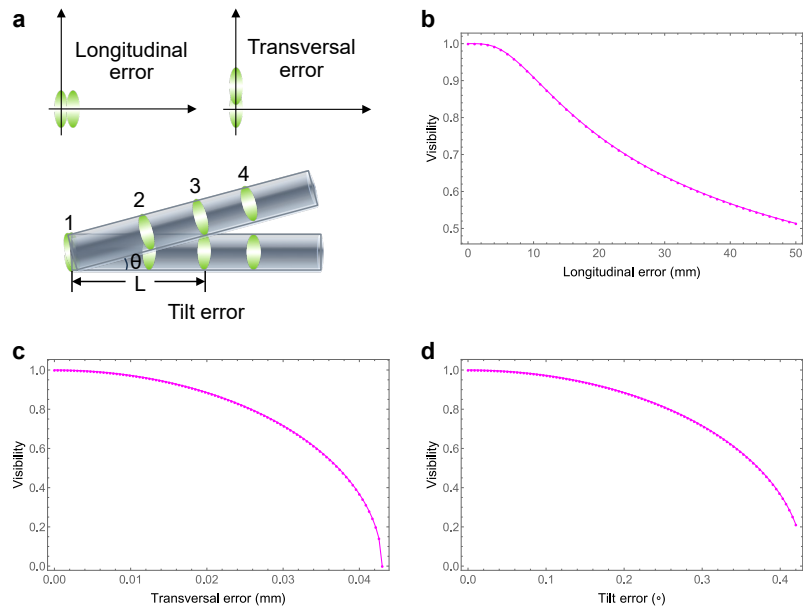 a
Longitudinal
error
Transversal
error
1
2
3
4
θ
L
Tilt error
b
1.0
0.9
0.8
0.7
0.6
0.5
Visibility
0
10
20
30
40
50
Longitudinal error (mm)
c
1.0
0.8
0.6
0.4
0.2
0.0
Visibility
0.00
0.01
0.02
0.03
0.04
Transversal error (mm)
d
1.0
0.8
0.6
0.4
0.2
0.0
Visibility
0.0
0.1
0.2
0.3
0.4
Tilt error (∘)